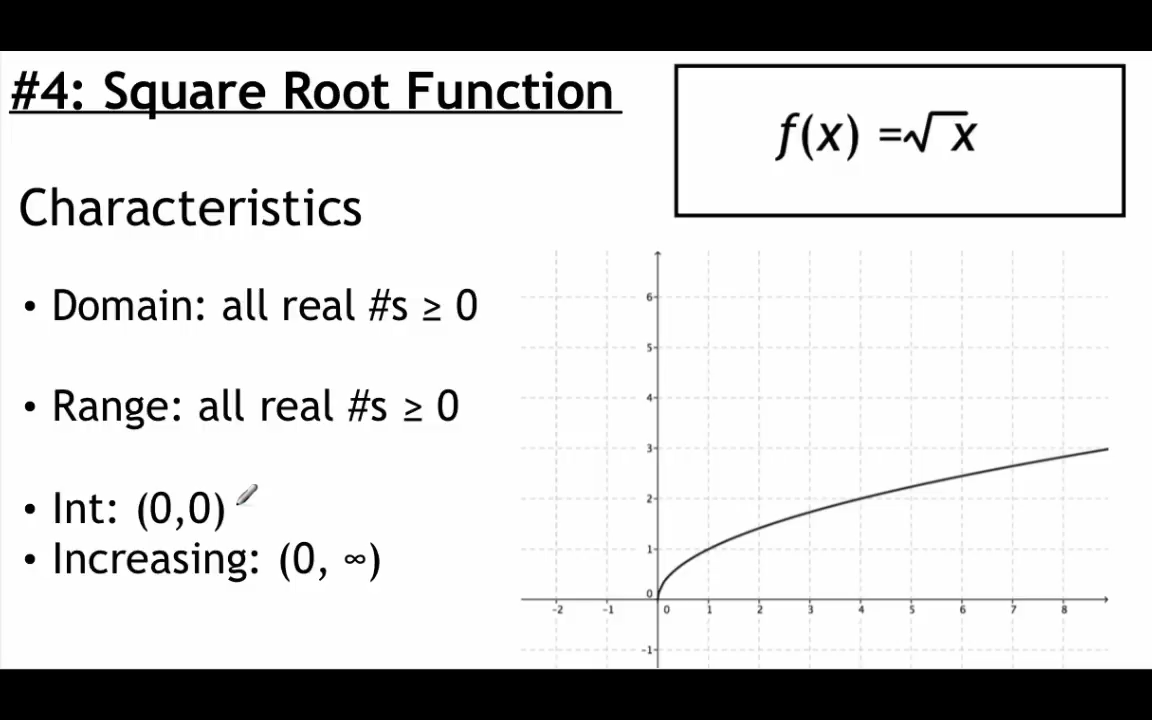 #4: Square Root Function
f(x) =√x
Characteristics
• Domain: all real #s ≥ 0
• Range: all real #s ≥ 0
• Int: (0,0)
• Increasing: (0, ∞)
6
5
4
3
2
1
0
-1
-2 -1 0 1 2 3 4 5 6 7 8